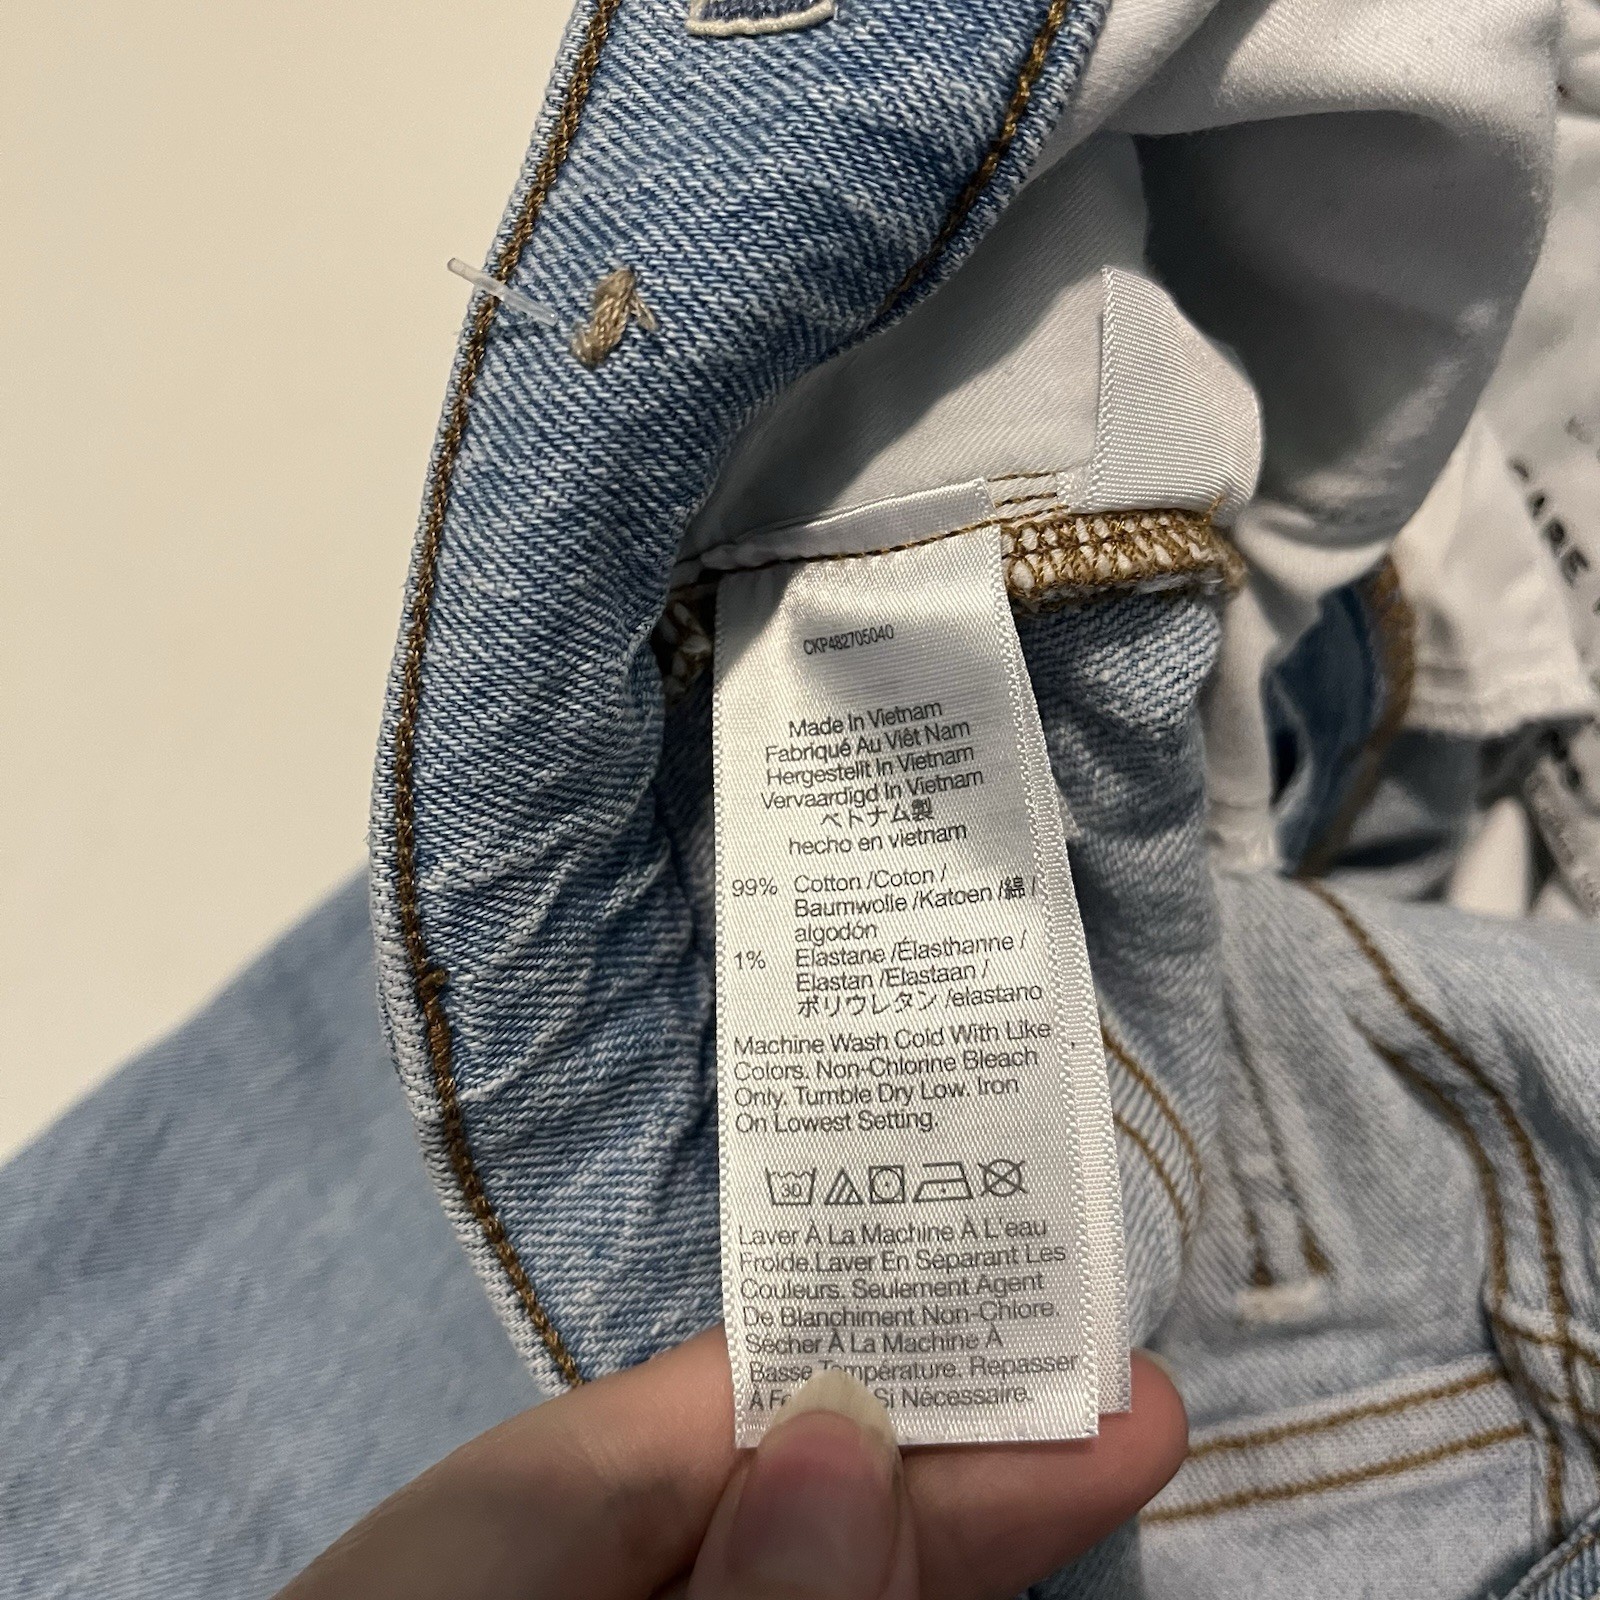 CKP482705040
Made In Vietnam
Fabriqué Au Viêt Nam
Hergestellt In Vietnam
Vervaardigd In Vietnam
ベトナム製
hecho en vietnam
99% Cotton /Coton /
Baumwolle /Katoen /綿 /
algodón
1% Elastane /Élasthanne /
Elastan /Elastaan /
ポリウレタン /elastano
Machine Wash Cold With Like
Colors. Non-Chlorine Bleach
Only. Tumble Dry Low. Iron
On Lowest Setting.
30
Laver À La Machine À L'eau
Froide.Laver En Séparant Les
Couleurs. Seulement Agent
De Blanchiment Non-Chlore.
Sécher À La Machine À
Basse Température. Repasser
À Si Nécessaire.